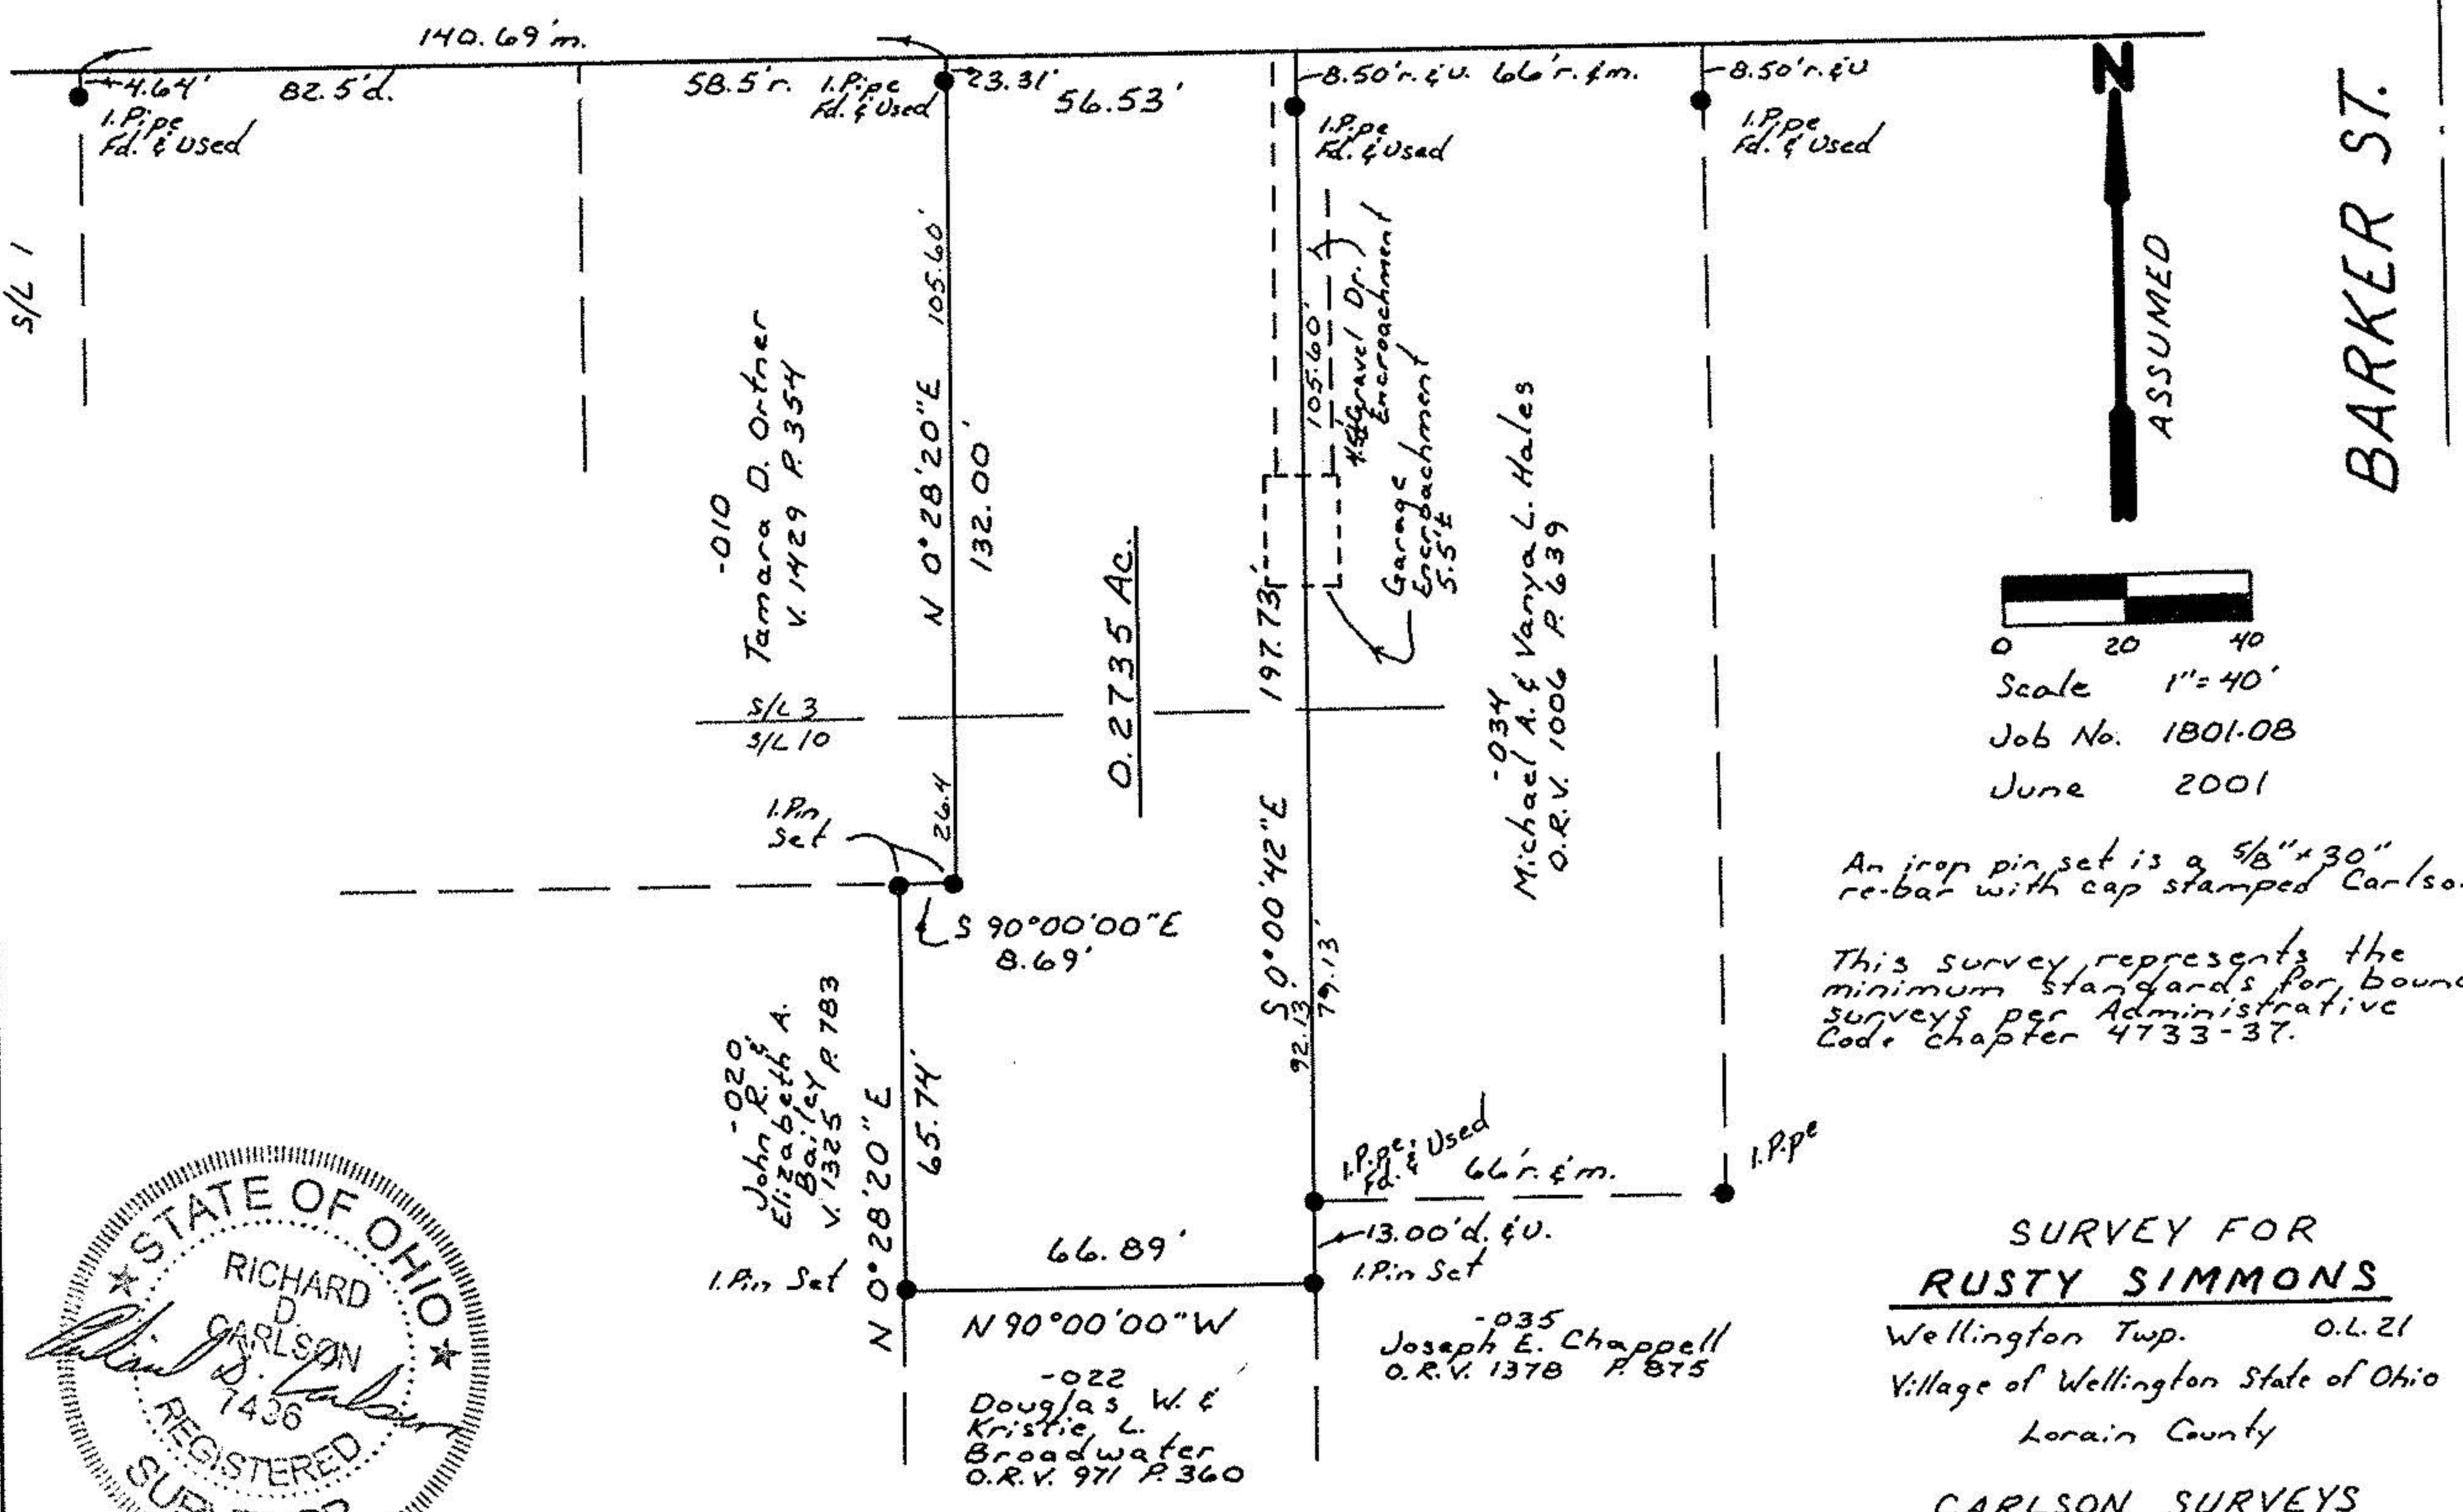 140.69'm.
4.64'
82.5'd.
58.5'r.
I.Pipe
Fd. & Used
23.31'
56.53'
8.50'r. & U.
66'r. & m.
8.50'r. & U
I.Pipe
Fd. & Used
I.Pipe
Fd. & Used
I.Pipe
Fd. & Used
N
ASSUMED
BARKER ST.
S/L 1
-010
Tamara D. Ortner
V. 1429 P. 354
N 0°28'20"E 105.60'
132.00'
0.2735 Ac.
105.60'
Gravel Dr.
Encroachment
Garage
Encroachment
5.5'±
197.73'
-034
Michael A. & Vanya L. Hales
O.R.V. 1006 P. 639
0 20 40
Scale 1"=40'
Job No. 1801-08
June 2001
S/L 3
S/L 10
I.Pin
Set
26.4
S 90°00'00"E
8.69'
S 0°00'42"E
92.13'
79.13'
An iron pin set is a 5/8"x30"
re-bar with cap stamped Carlso
This survey represents the
minimum standards for bound
surveys per Administrative
Code chapter 4733-37.
-020
John R. &
Elizabeth A.
Bailey
V. 1325 P. 783
N 0°28'20"E
65.74'
I.Pipe
Fd. & Used
66'r. & m.
I.Pipe
13.00'd. & U.
I.Pin Set
66.89'
I.Pin Set
N 90°00'00"W
-035
Joseph E. Chappell
O.R.V. 1378 P. 875
-022
Douglas W. &
Kristie L.
Broadwater
O.R.V. 971 P. 360
STATE OF OHIO
RICHARD
D.
CARLSON
7436
REGISTERED
SURVEYOR
Richard D. Carlson
SURVEY FOR
RUSTY SIMMONS
Wellington Twp. O.L. 21
Village of Wellington State of Ohio
Lorain County
CARLSON SURVEYS